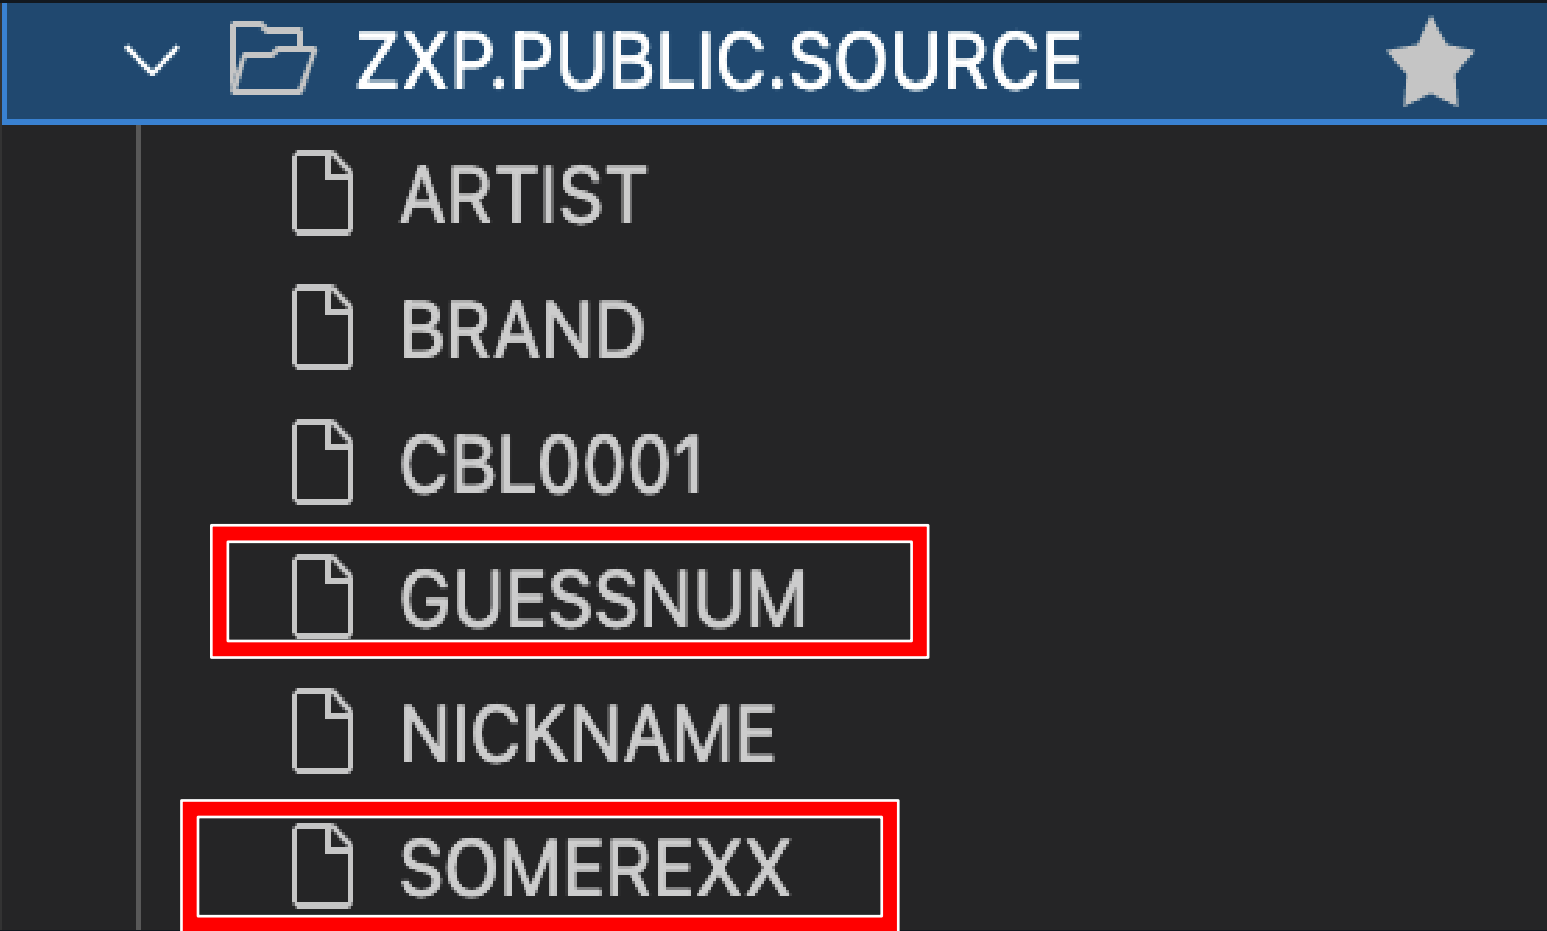 ZXP.PUBLIC.SOURCE
ARTIST
BRAND
CBL0001
GUESSNUM
NICKNAME
SOMEREXX